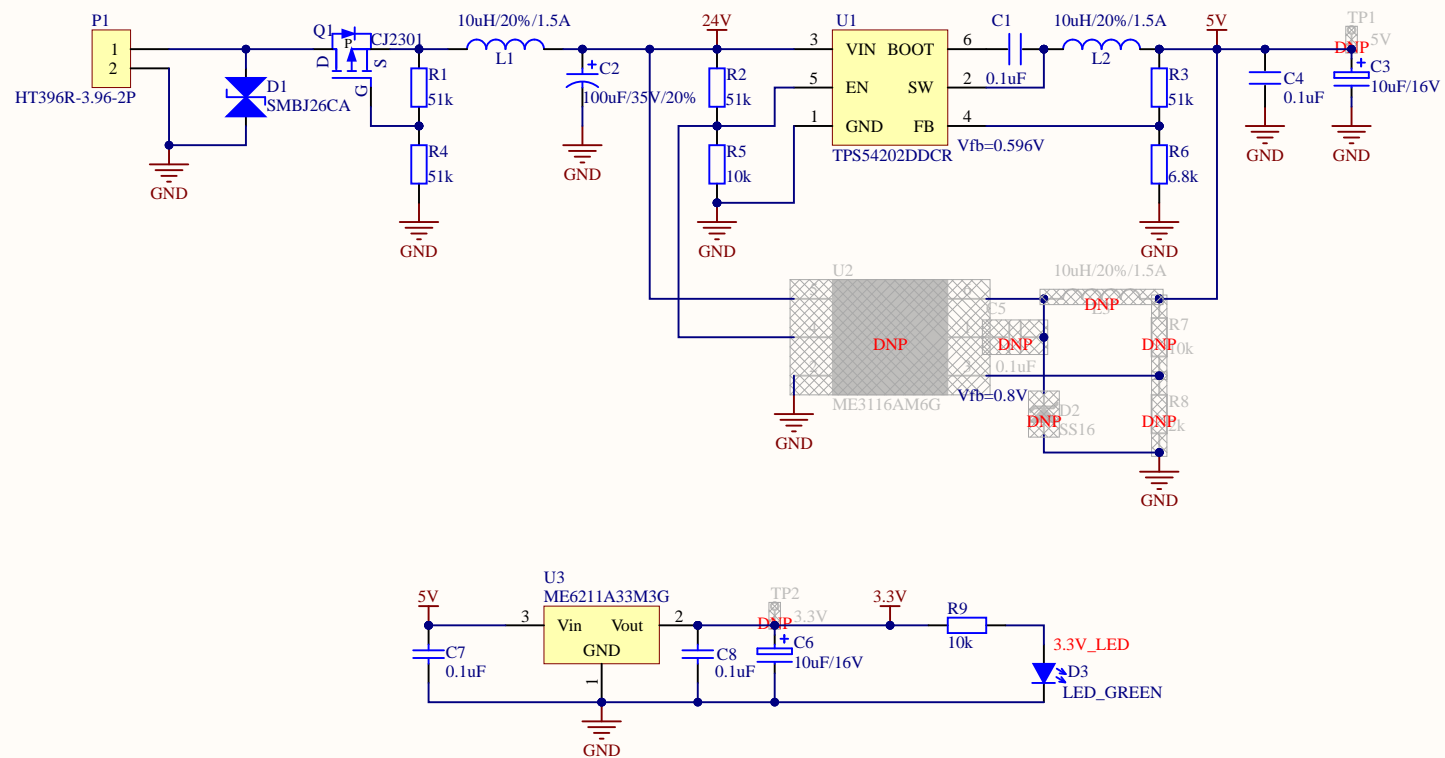 P1
1
2
HT396R-3.96-2P
D1
SMBJ26CA
GND
Q1
P
CJ2301
D
S
G
R1
51k
R4
51k
GND
10uH/20%/1.5A
L1
C2
100uF/35V/20%
GND
24V
R2
51k
R5
10k
GND
U1
3
VIN
BOOT
6
5
EN
SW
2
1
GND
FB
4
TPS54202DDCR
Vfb=0.596V
C1
0.1uF
10uH/20%/1.5A
L2
5V
R3
51k
R6
6.8k
GND
C4
0.1uF
GND
TP1
5V
DNP
C3
10uF/16V
GND
U2
DNP
ME3116AM6G
GND
C5
DNP
0.1uF
Vfb=0.8V
10uH/20%/1.5A
DNP
D2
DNP
SS16
R7
DNP
10k
R8
DNP
2k
GND
5V
C7
0.1uF
U3
ME6211A33M3G
3
Vin
Vout
2
GND
1
GND
C8
0.1uF
TP2
3.3V
DNP
C6
10uF/16V
3.3V
R9
10k
3.3V_LED
D3
LED_GREEN